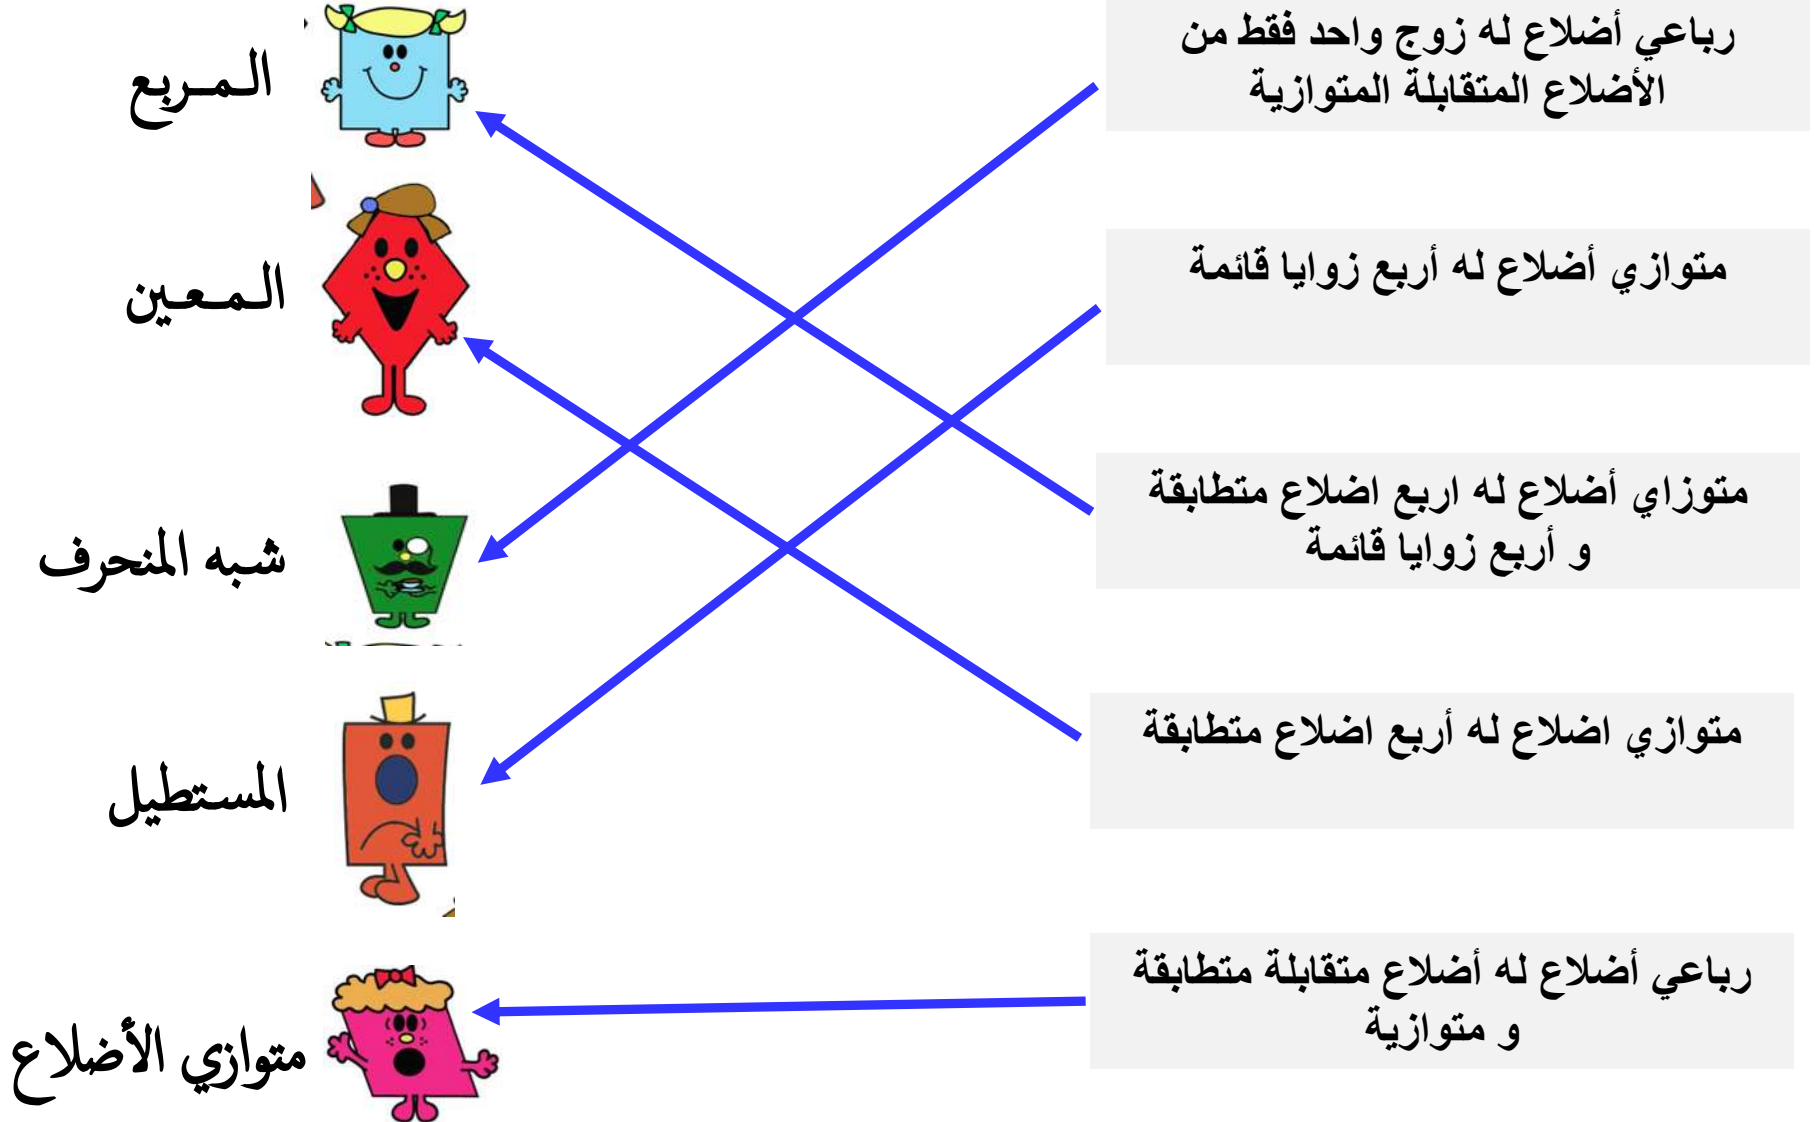 رباعي أضلاع له زوج واحد فقط من
الأضلاع المتقابلة المتوازية
المربع
متوازي أضلاع له أربع زوايا قائمة
المعين
متوزاي أضلاع له اربع اضلاع متطابقة
و أربع زوايا قائمة
شبه المنحرف
متوازي اضلاع له أربع اضلاع متطابقة
المستطيل
رباعي أضلاع له أضلاع متقابلة متطابقة
و متوازية
متوازي الأضلاع